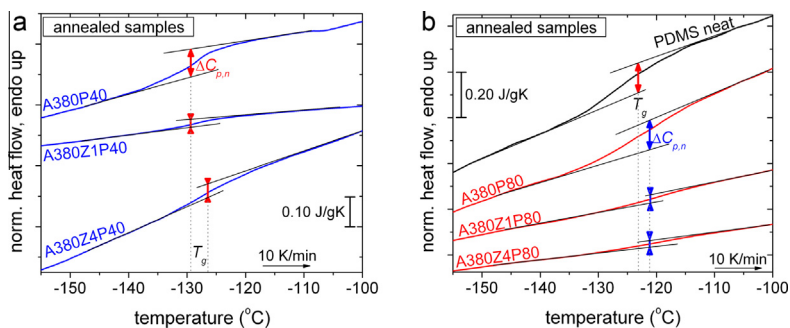 a
annealed samples
ΔCp,n
A380P40
A380Z1P40
A380Z4P40
0.10 J/gK
Tg
10 K/min
norm. heat flow, endo up
-150 -140 -130 -120 -110 -100
temperature (°C)
b
annealed samples
PDMS neat
0.20 J/gK
Tg
ΔCp,n
A380P80
A380Z1P80
A380Z4P80
10 K/min
norm. heat flow, endo up
-150 -140 -130 -120 -110 -100
temperature (°C)